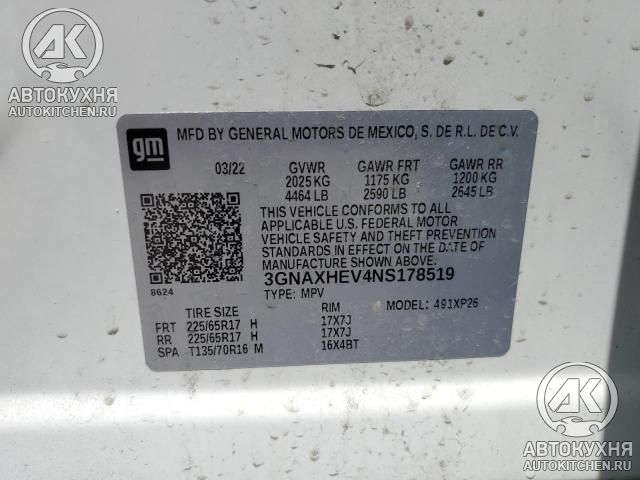 AK
АВТОКУХНЯ
AUTOKITCHEN.RU
gm
MFD BY GENERAL MOTORS DE MEXICO, S. DE R.L. DE C.V.
03/22 GVWR GAWR FRT GAWR RR
2025 KG 1175 KG 1200 KG
4464 LB 2590 LB 2645 LB
THIS VEHICLE CONFORMS TO ALL
APPLICABLE U.S. FEDERAL MOTOR
VEHICLE SAFETY AND THEFT PREVENTION
STANDARDS IN EFFECT ON THE DATE OF
MANUFACTURE SHOWN ABOVE.
8624
3GNAXHEV4NS178519
TYPE: MPV MODEL: 491XP26
TIRE SIZE RIM
FRT 225/65R17 H 17X7J
RR 225/65R17 H 17X7J
SPA T135/70R16 M 16X4BT
AK
АВТОКУХНЯ
AUTOKITCHEN.RU